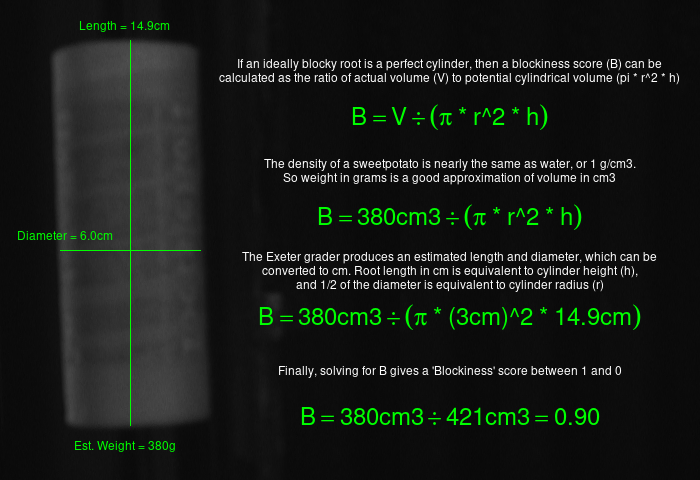 Length = 14.9cm
If an ideally blocky root is a perfect cylinder, then a blockiness score (B) can be
calculated as the ratio of actual volume (V) to potential cylindrical volume (pi * r^2 * h)
B = V ÷ (π * r^2 * h)
The density of a sweetpotato is nearly the same as water, or 1 g/cm3.
So weight in grams is a good approximation of volume in cm3
B = 380cm3 ÷ (π * r^2 * h)
Diameter = 6.0cm
The Exeter grader produces an estimated length and diameter, which can be
converted to cm. Root length in cm is equivalent to cylinder height (h),
and 1/2 of the diameter is equivalent to cylinder radius (r)
B = 380cm3 ÷ (π * (3cm)^2 * 14.9cm)
Finally, solving for B gives a 'Blockiness' score between 1 and 0
B = 380cm3 ÷ 421cm3 = 0.90
Est. Weight = 380g